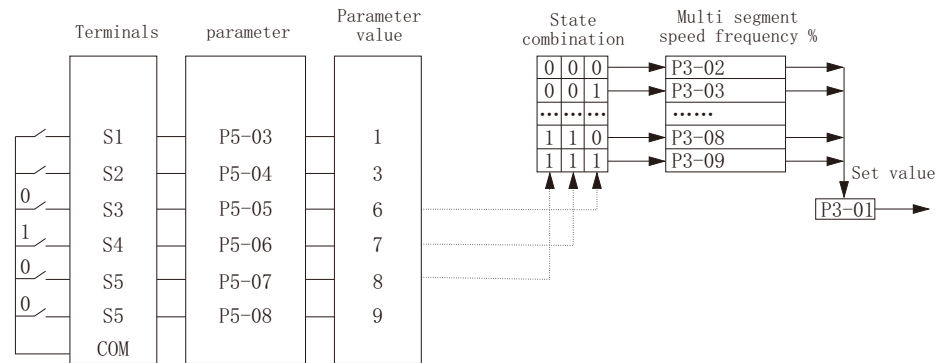 Terminals
parameter
Parameter
value
State
combination
Multi segment
speed frequency %
0 0 0
P3-02
0 0 1
P3-03
... ... ...
......
1 1 0
P3-08
1 1 1
P3-09
Set value
P3-01
S1
P5-03
1
S2
P5-04
3
0
S3
P5-05
6
1
S4
P5-06
7
0
S5
P5-07
8
0
S5
P5-08
9
COM